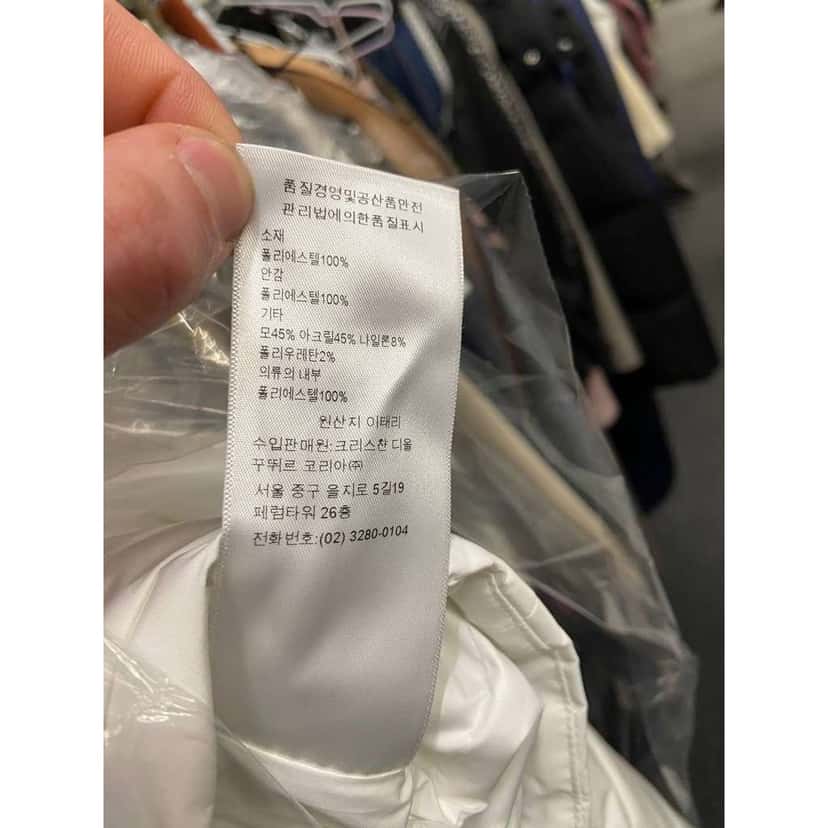 품질경영및공산품안전
관리법에의한품질표시
소재
폴리에스텔100%
안감
폴리에스텔100%
기타
모45% 아크릴45% 나일론8%
폴리우레탄2%
의류의 내부
폴리에스텔100%
원산지 이태리
수입판매원:크리스챤 디올
꾸뛰르 코리아㈜
서울 중구 을지로 5길19
페럼타워 26층
전화번호:(02) 3280-0104